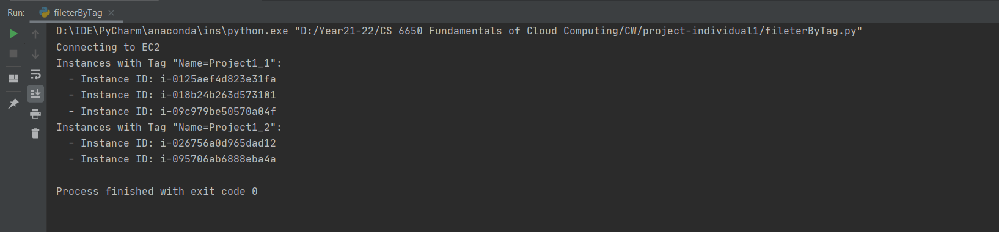 Run: fileterByTag
D:\IDE\PyCharm\anaconda\ins\python.exe "D:/Year21-22/CS 6650 Fundamentals of Cloud Computing/CW/project-individual1/fileterByTag.py"
Connecting to EC2
Instances with Tag "Name=Project1_1":
  - Instance ID: i-0125aef4d823e31fa
  - Instance ID: i-018b24b263d573101
  - Instance ID: i-09c979be50570a04f
Instances with Tag "Name=Project1_2":
  - Instance ID: i-026756a0d965dad12
  - Instance ID: i-095706ab6888eba4a
Process finished with exit code 0